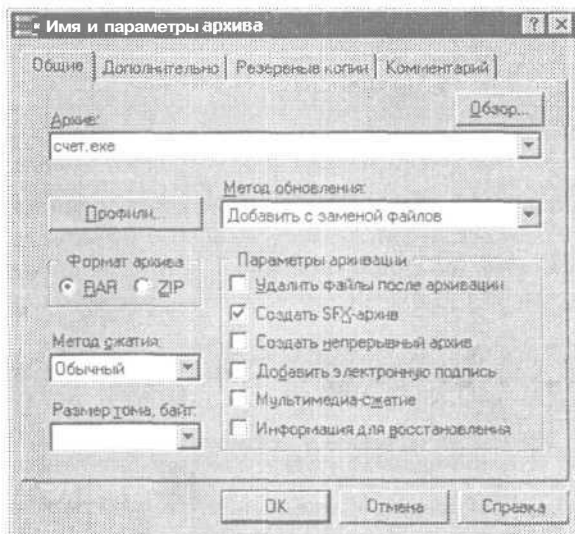 Имя и параметры архива
Общие
Дополнительно
Резервные копии
Комментарий
Обзор...
Архив:
счет.exe
Метод обновления:
Профили...
Добавить с заменой файлов
Формат архива
RAR
ZIP
Параметры архивации
Удалить файлы после архивации
Создать SFX-архив
Создать непрерывный архив
Добавить электронную подпись
Мультимедиа-сжатие
Информация для восстановления
Метод сжатия:
Обычный
Размер тома, байт:
OK
Отмена
Справка